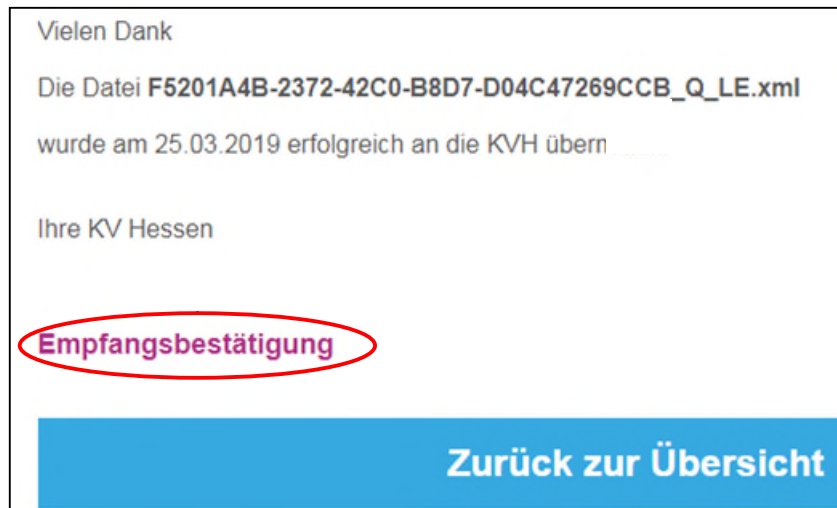 Vielen Dank
Die Datei F5201A4B-2372-42C0-B8D7-D04C47269CCB_Q_LE.xml
wurde am 25.03.2019 erfolgreich an die KVH
Ihre KV Hessen
Empfangsbestätigung
Zurück zur Übersicht